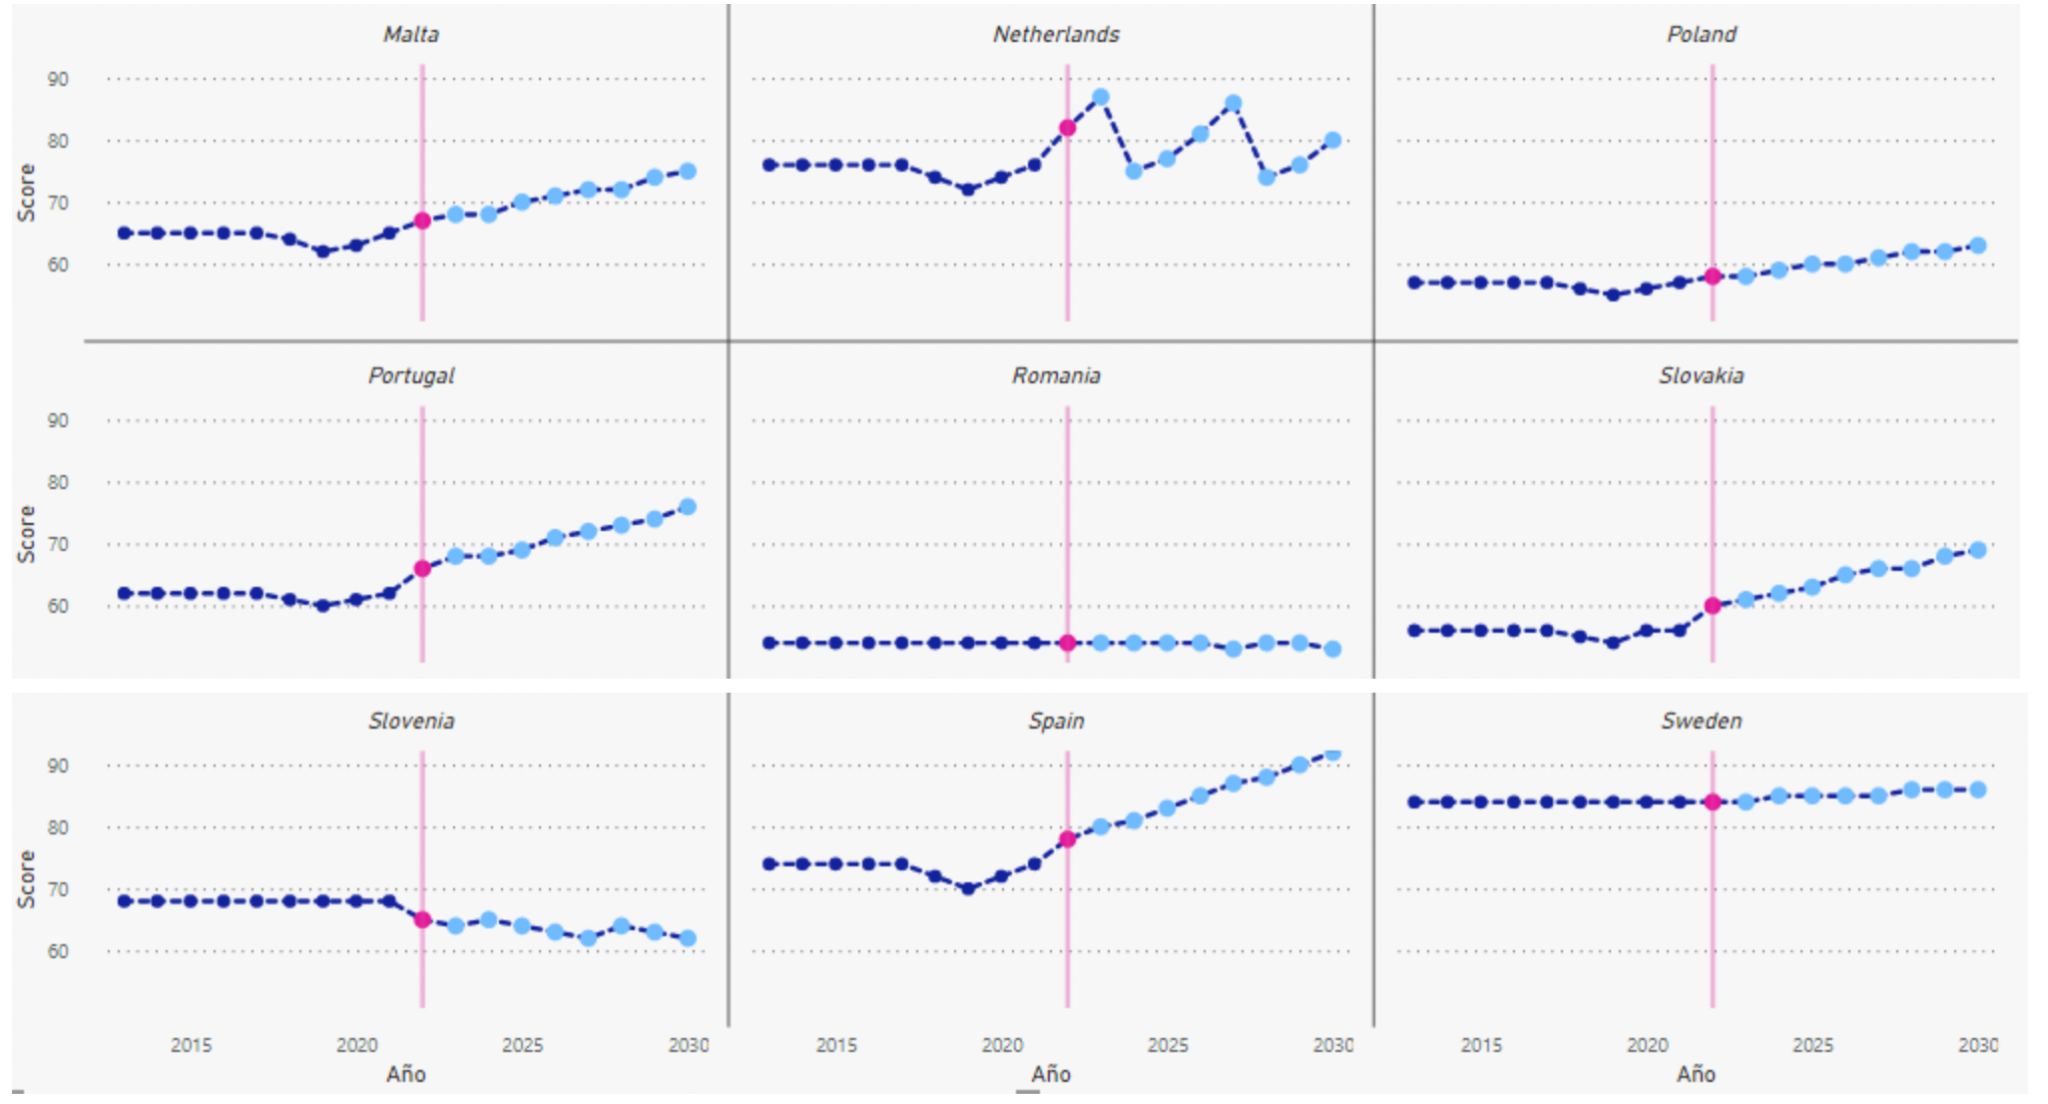 Malta Netherlands Poland
90
80
70
60
Score
Portugal Romania Slovakia
90
80
70
60
Score
Slovenia Spain Sweden
90
80
70
60
Score
2015 2020 2025 2030 2015 2020 2025 2030 2015 2020 2025 2030
Año Año Año